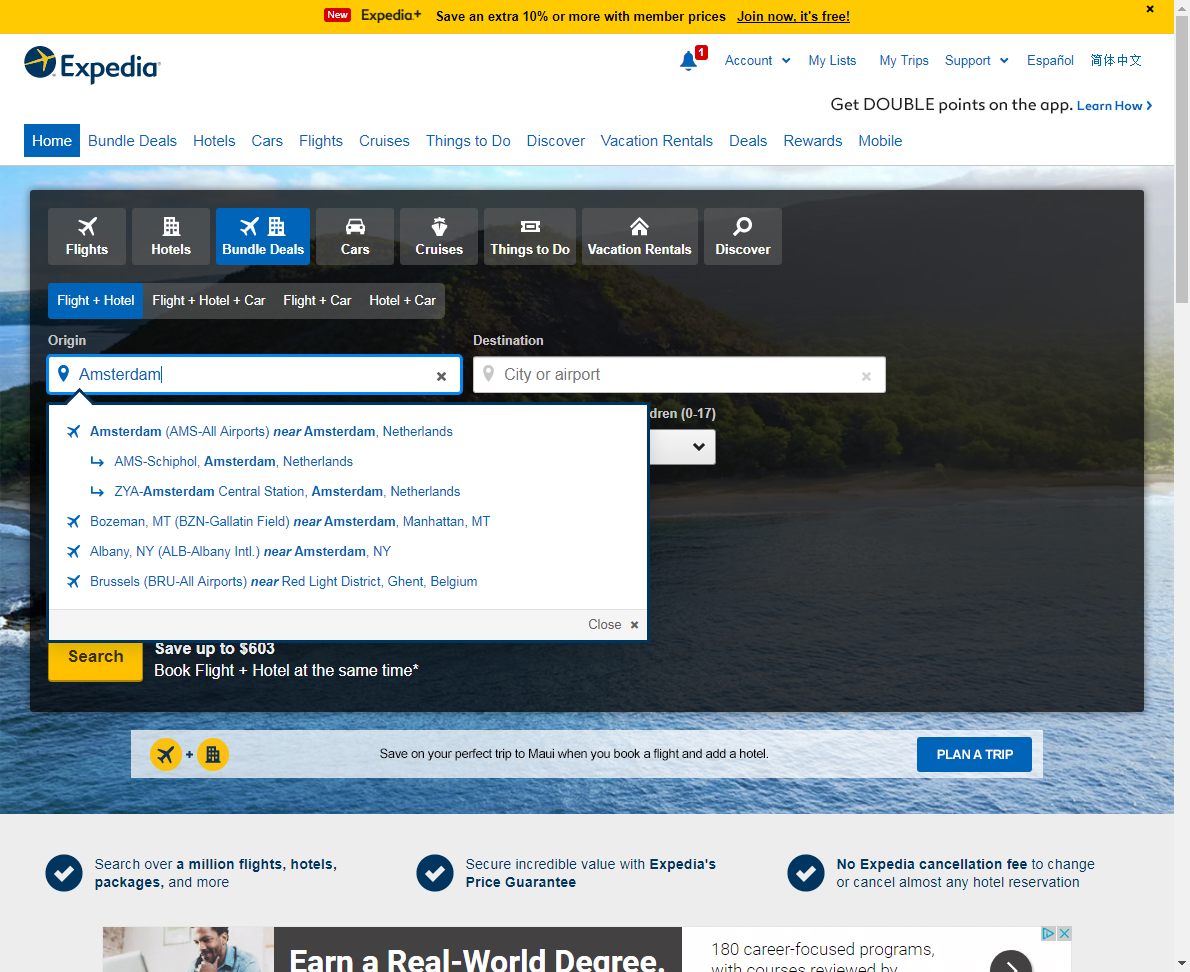 New Expedia+ Save an extra 10% or more with member prices Join now, it's free!
Expedia
1 Account My Lists My Trips Support Español 简体中文
Get DOUBLE points on the app. Learn How
Home Bundle Deals Hotels Cars Flights Cruises Things to Do Discover Vacation Rentals Deals Rewards Mobile
Flights Hotels Bundle Deals Cars Cruises Things to Do Vacation Rentals Discover
Flight + Hotel Flight + Hotel + Car Flight + Car Hotel + Car
Origin Destination
Amsterdam City or airport
dren (0-17)
Amsterdam (AMS-All Airports) near Amsterdam, Netherlands
AMS-Schiphol, Amsterdam, Netherlands
ZYA-Amsterdam Central Station, Amsterdam, Netherlands
Bozeman, MT (BZN-Gallatin Field) near Amsterdam, Manhattan, MT
Albany, NY (ALB-Albany Intl.) near Amsterdam, NY
Brussels (BRU-All Airports) near Red Light District, Ghent, Belgium
Close
Search
Save up to $603
Book Flight + Hotel at the same time*
+ Save on your perfect trip to Maui when you book a flight and add a hotel. PLAN A TRIP
Search over a million flights, hotels,
packages, and more
Secure incredible value with Expedia's
Price Guarantee
No Expedia cancellation fee to change
or cancel almost any hotel reservation
Earn a Real-World Degree.
180 career-focused programs,
with courses reviewed by